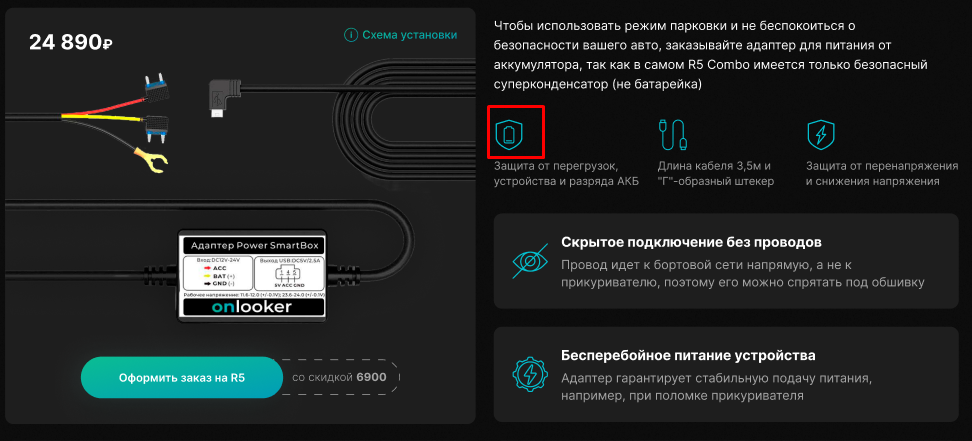 24 890₽
Схема установки
Адаптер Power SmartBox
Вход DC12V-24V
ACC
BAT (+)
GND (-)
Выход USB:DC5V/2.5A
5V ACC GND
Рабочее напряжение: 11.6-12.0 (+/-0.1V); 23.6-24.0 (+/-0.1V)
onlooker
Оформить заказ на R5
со скидкой 6900
Чтобы использовать режим парковки и не беспокоиться о
безопасности вашего авто, заказывайте адаптер для питания от
аккумулятора, так как в самом R5 Combo имеется только безопасный
суперконденсатор (не батарейка)
Защита от перегрузок,
устройства и разряда АКБ
Длина кабеля 3,5м и
"Г"-образный штекер
Защита от перенапряжения
и снижения напряжения
Скрытое подключение без проводов
Провод идет к бортовой сети напрямую, а не к
прикуривателю, поэтому его можно спрятать под обшивку
Бесперебойное питание устройства
Адаптер гарантирует стабильную подачу питания,
например, при поломке прикуривателя